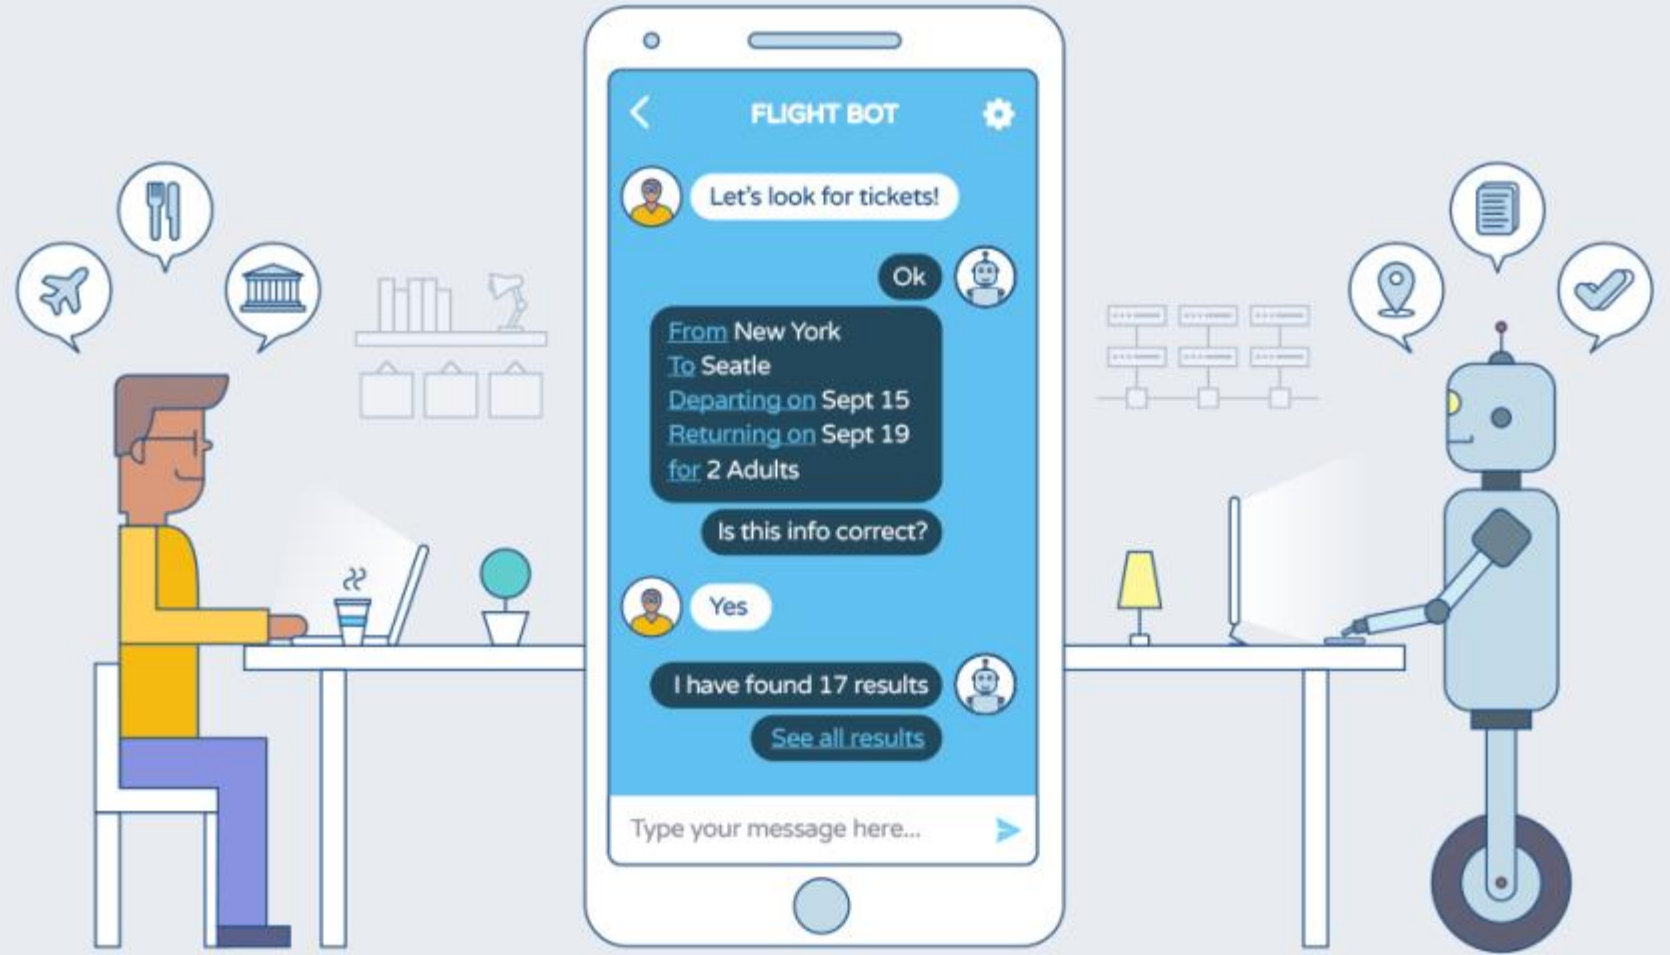 FLIGHT BOT
Let's look for tickets!
Ok
From New York
To Seatle
Departing on Sept 15
Returning on Sept 19
for 2 Adults
Is this info correct?
Yes
I have found 17 results
See all results
Type your message here...